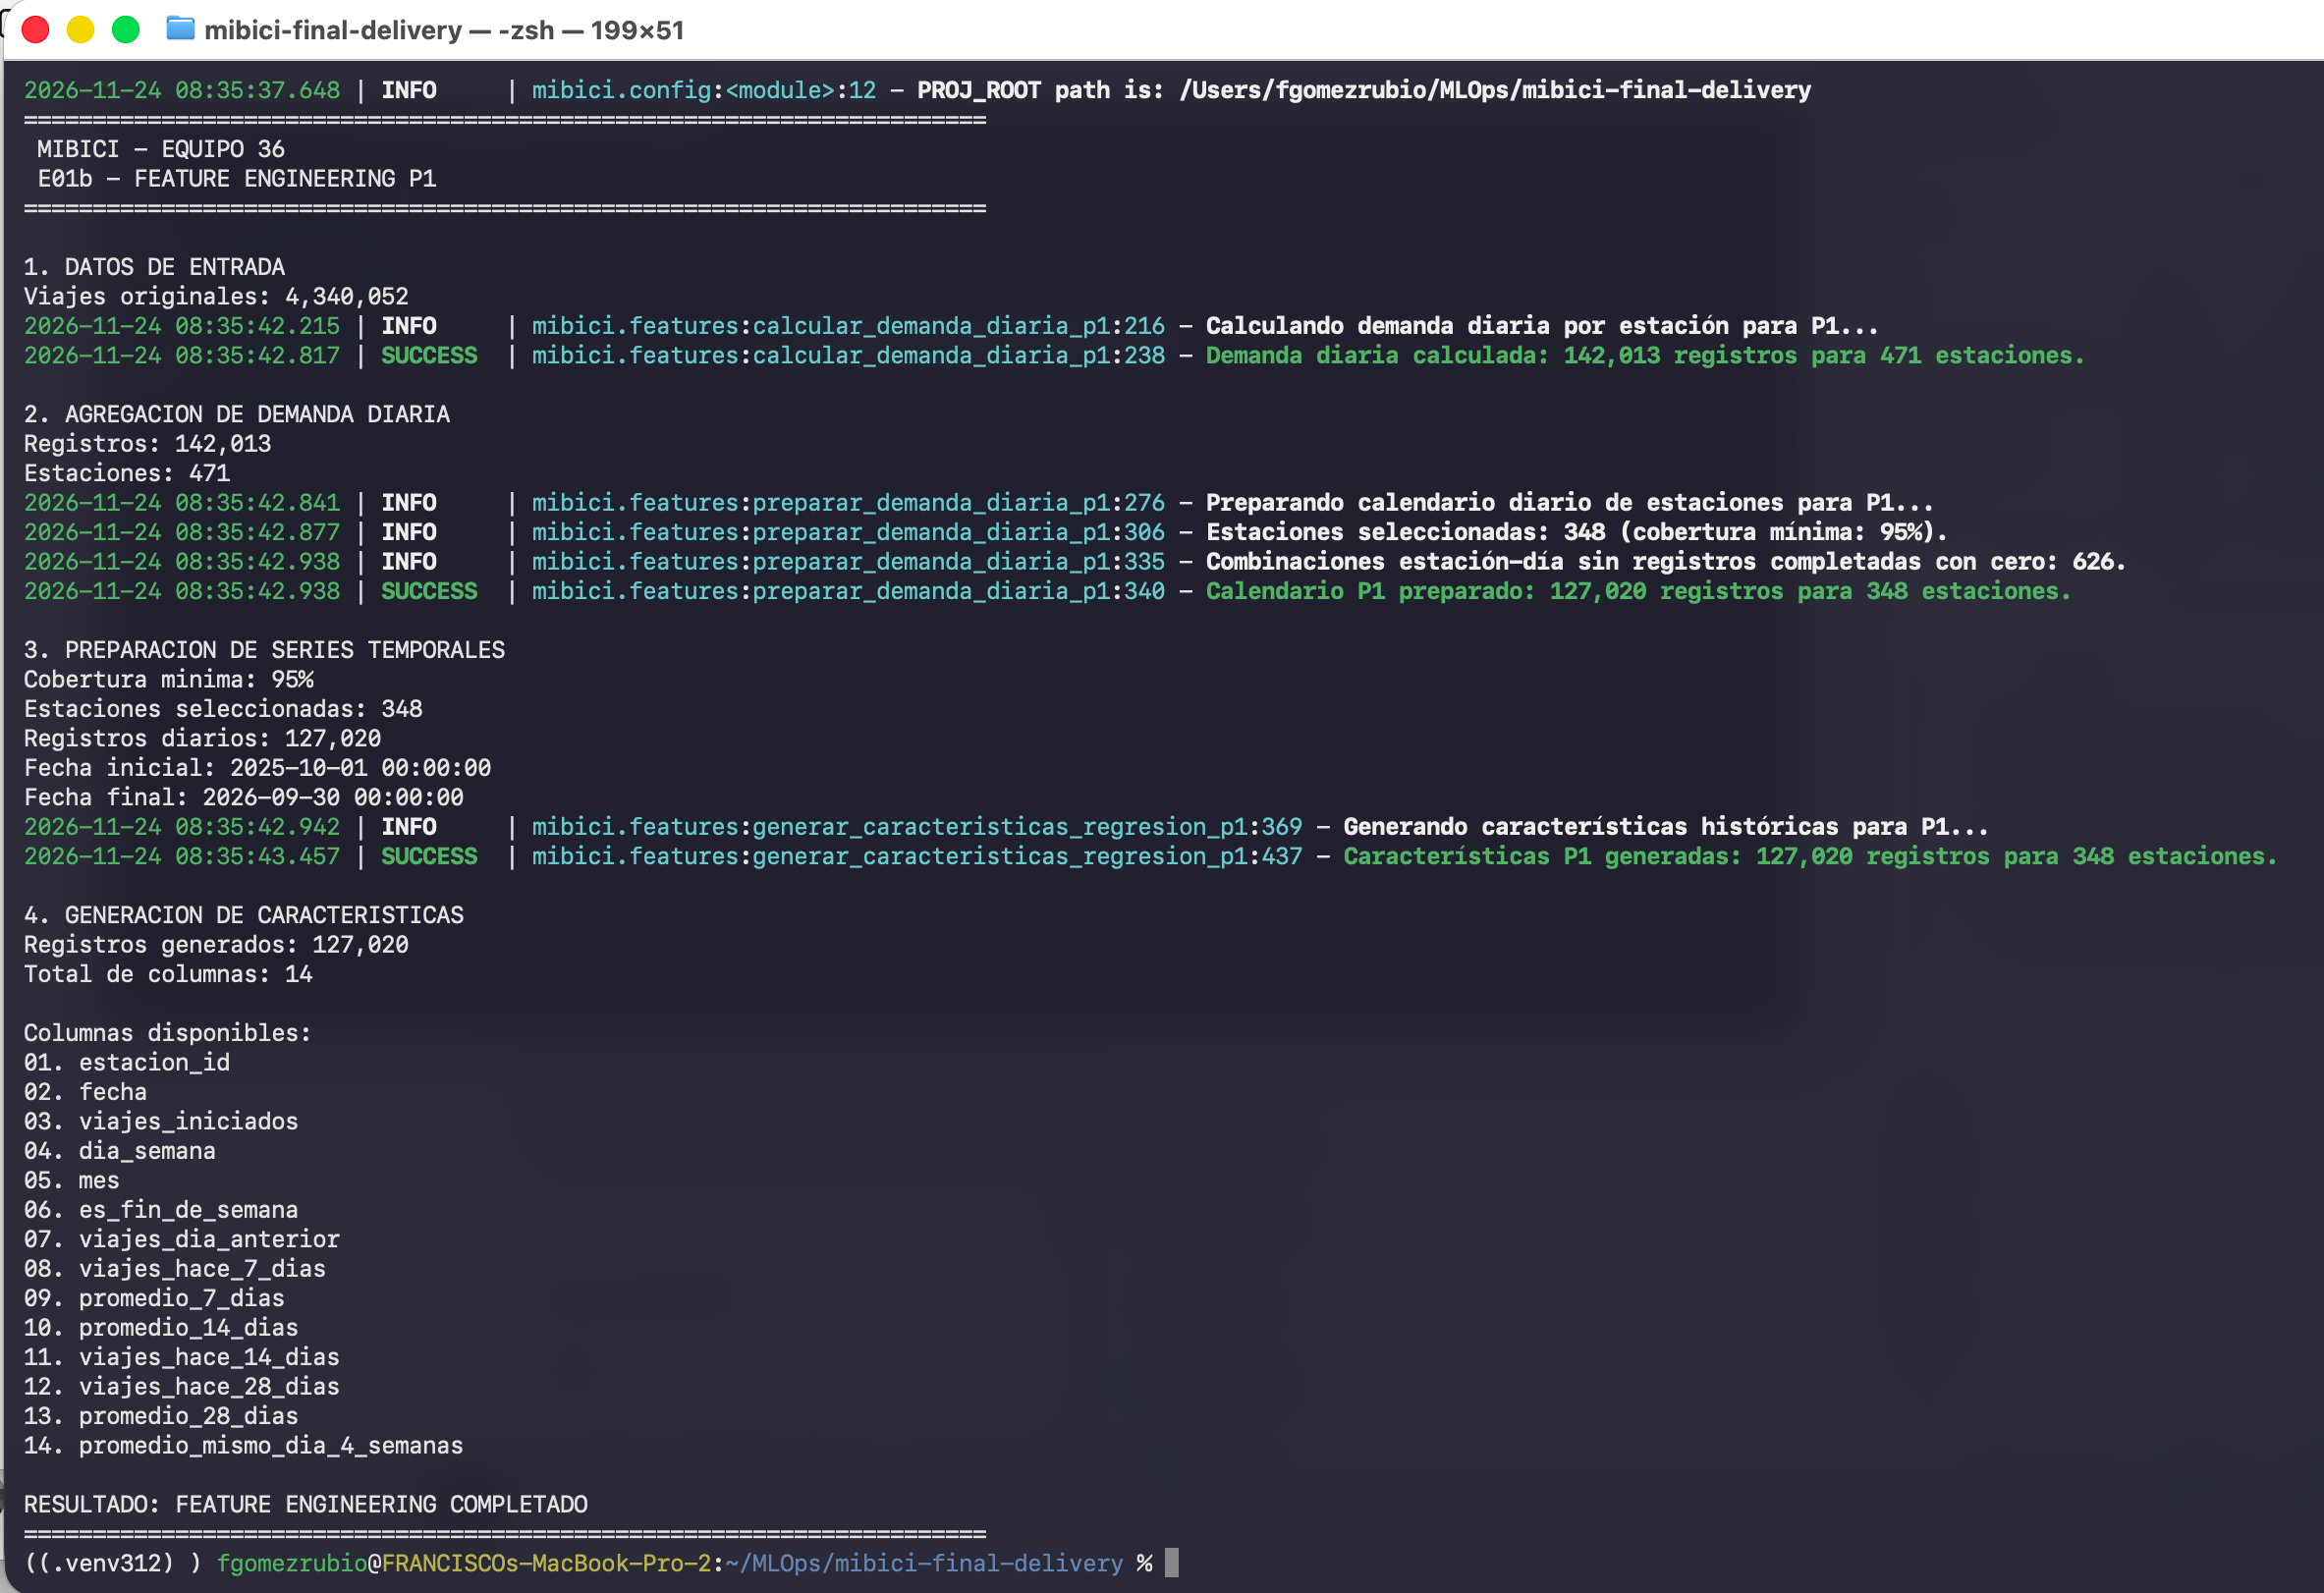 mibici-final-delivery — -zsh — 199×51
2026-11-24 08:35:37.648 | INFO     | mibici.config:<module>:12 - PROJ_ROOT path is: /Users/fgomezrubio/MLOps/mibici-final-delivery
======================================================================
MIBICI - EQUIPO 36
E01b - FEATURE ENGINEERING P1
======================================================================
1. DATOS DE ENTRADA
Viajes originales: 4,340,052
2026-11-24 08:35:42.215 | INFO     | mibici.features:calcular_demanda_diaria_p1:216 - Calculando demanda diaria por estación para P1...
2026-11-24 08:35:42.817 | SUCCESS  | mibici.features:calcular_demanda_diaria_p1:238 - Demanda diaria calculada: 142,013 registros para 471 estaciones.
2. AGREGACION DE DEMANDA DIARIA
Registros: 142,013
Estaciones: 471
2026-11-24 08:35:42.841 | INFO     | mibici.features:preparar_demanda_diaria_p1:276 - Preparando calendario diario de estaciones para P1...
2026-11-24 08:35:42.877 | INFO     | mibici.features:preparar_demanda_diaria_p1:306 - Estaciones seleccionadas: 348 (cobertura mínima: 95%).
2026-11-24 08:35:42.938 | INFO     | mibici.features:preparar_demanda_diaria_p1:335 - Combinaciones estación-día sin registros completadas con cero: 626.
2026-11-24 08:35:42.938 | SUCCESS  | mibici.features:preparar_demanda_diaria_p1:340 - Calendario P1 preparado: 127,020 registros para 348 estaciones.
3. PREPARACION DE SERIES TEMPORALES
Cobertura minima: 95%
Estaciones seleccionadas: 348
Registros diarios: 127,020
Fecha inicial: 2025-10-01 00:00:00
Fecha final: 2026-09-30 00:00:00
2026-11-24 08:35:42.942 | INFO     | mibici.features:generar_caracteristicas_regresion_p1:369 - Generando características históricas para P1...
2026-11-24 08:35:43.457 | SUCCESS  | mibici.features:generar_caracteristicas_regresion_p1:437 - Características P1 generadas: 127,020 registros para 348 estaciones.
4. GENERACION DE CARACTERISTICAS
Registros generados: 127,020
Total de columnas: 14
Columnas disponibles:
01. estacion_id
02. fecha
03. viajes_iniciados
04. dia_semana
05. mes
06. es_fin_de_semana
07. viajes_dia_anterior
08. viajes_hace_7_dias
09. promedio_7_dias
10. promedio_14_dias
11. viajes_hace_14_dias
12. viajes_hace_28_dias
13. promedio_28_dias
14. promedio_mismo_dia_4_semanas
RESULTADO: FEATURE ENGINEERING COMPLETADO
======================================================================
((.venv312) ) fgomezrubio@FRANCISCOs-MacBook-Pro-2:~/MLOps/mibici-final-delivery %